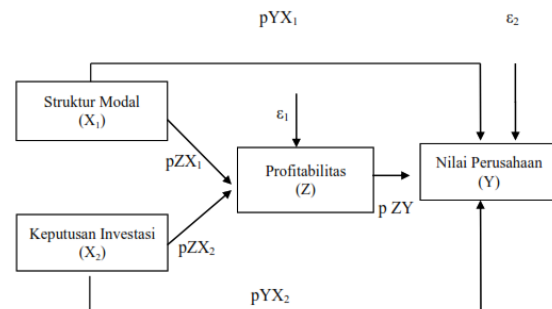 pYX₁
ε₂
Struktur Modal
(X₁)
ε₁
pZX₁
Profitabilitas
(Z)
Nilai Perusahaan
(Y)
p ZY
Keputusan Investasi
(X₂)
pZX₂
pYX₂